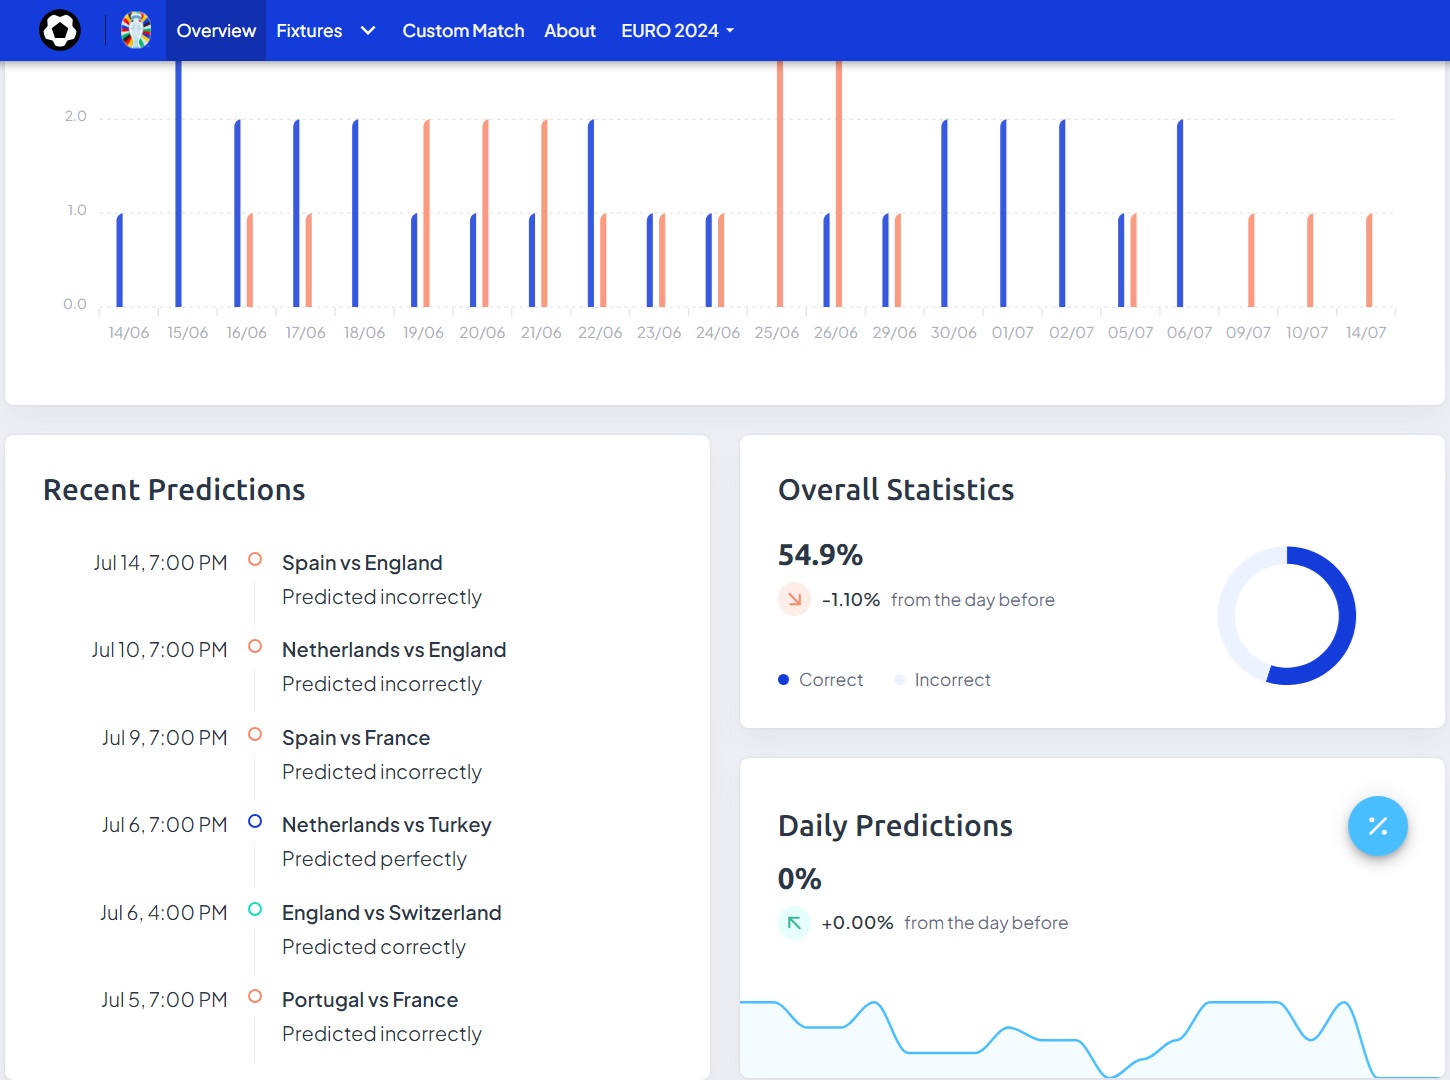 Overview Fixtures Custom Match About EURO 2024
2.0
1.0
0.0
14/06 15/06 16/06 17/06 18/06 19/06 20/06 21/06 22/06 23/06 24/06 25/06 26/06 29/06 30/06 01/07 02/07 05/07 06/07 09/07 10/07 14/07
Recent Predictions
Jul 14, 7:00 PM Spain vs England
Predicted incorrectly
Jul 10, 7:00 PM Netherlands vs England
Predicted incorrectly
Jul 9, 7:00 PM Spain vs France
Predicted incorrectly
Jul 6, 7:00 PM Netherlands vs Turkey
Predicted perfectly
Jul 6, 4:00 PM England vs Switzerland
Predicted correctly
Jul 5, 7:00 PM Portugal vs France
Predicted incorrectly
Overall Statistics
54.9%
-1.10% from the day before
Correct Incorrect
Daily Predictions
0%
+0.00% from the day before